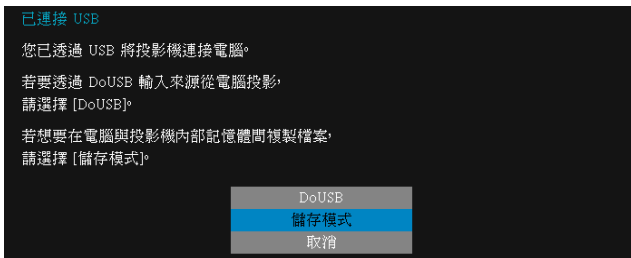 已連接 USB
您已透過 USB 將投影機連接電腦。
若要透過 DoUSB 輸入來源從電腦投影，
請選擇 [DoUSB]。
若想要在電腦與投影機內部記憶體間複製檔案，
請選擇 [儲存模式]。
DoUSB
儲存模式
取消